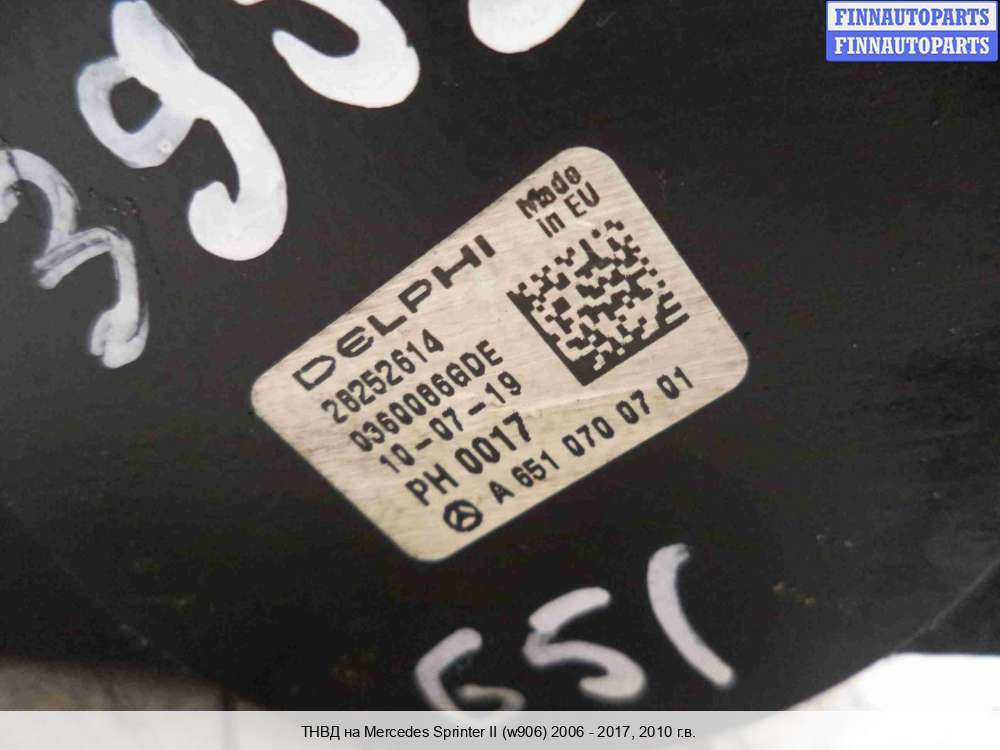 FINNAUTOPARTS
FINNAUTOPARTS
Made
in EU
DELPHI
28252614
0360086GDE
10-07-19
PH 0017
A 651 070 07 01
651
ТНВД на Mercedes Sprinter II (w906) 2006 - 2017, 2010 г.в.